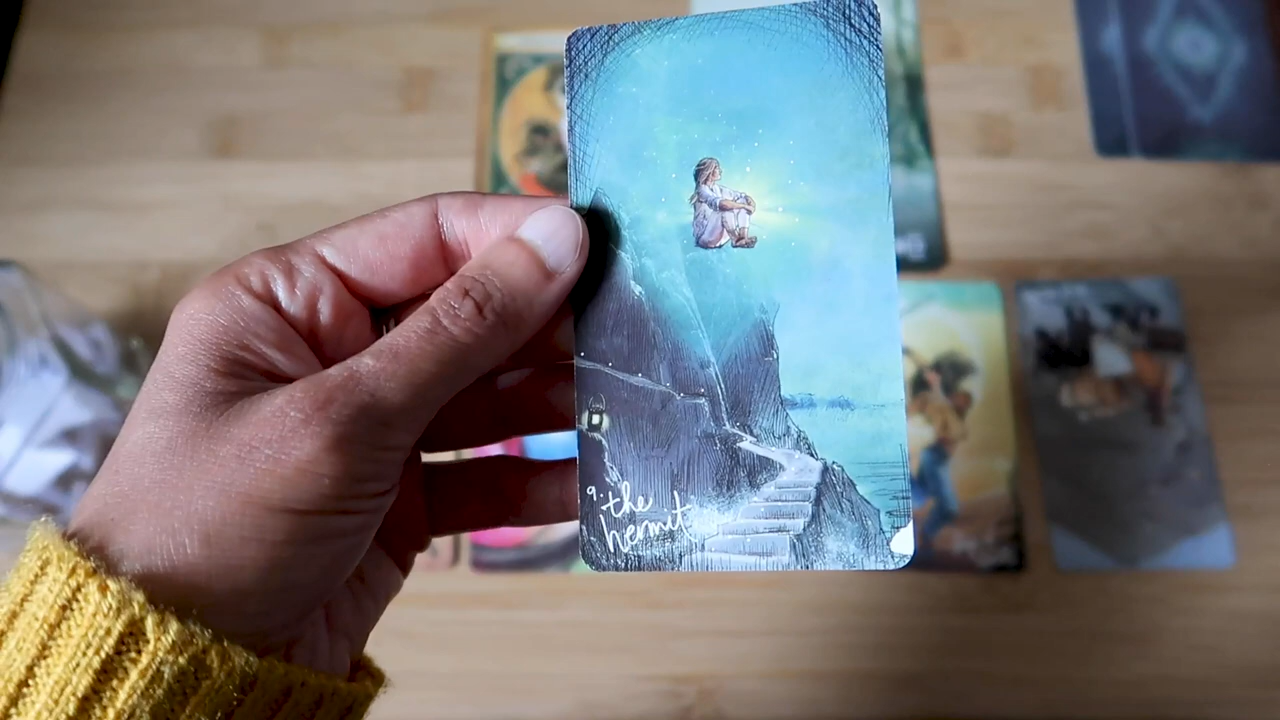 9. the
hermit